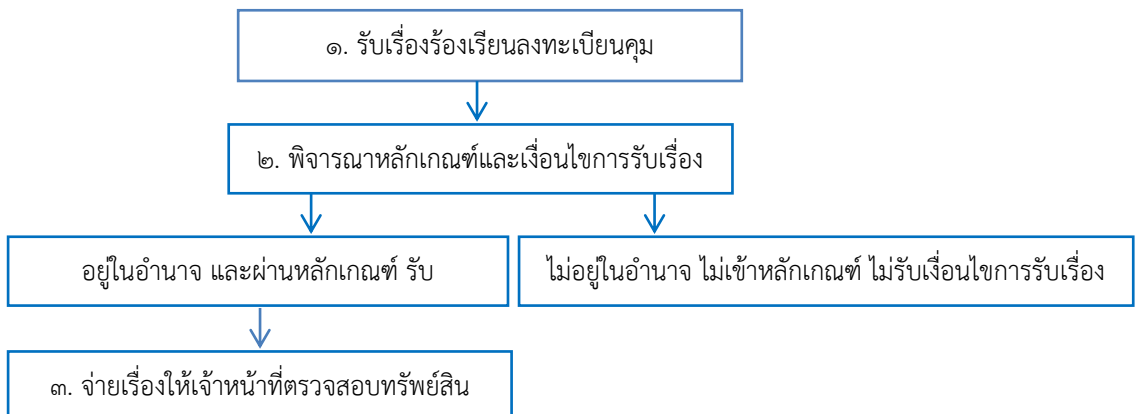 ๑. รับเรื่องร้องเรียนลงทะเบียนคุม
๒. พิจารณาหลักเกณฑ์และเงื่อนไขการรับเรื่อง
อยู่ในอำนาจ และผ่านหลักเกณฑ์ รับ
ไม่อยู่ในอำนาจ ไม่เข้าหลักเกณฑ์ ไม่รับเงื่อนไขการรับเรื่อง
๓. จ่ายเรื่องให้เจ้าหน้าที่ตรวจสอบทรัพย์สิน